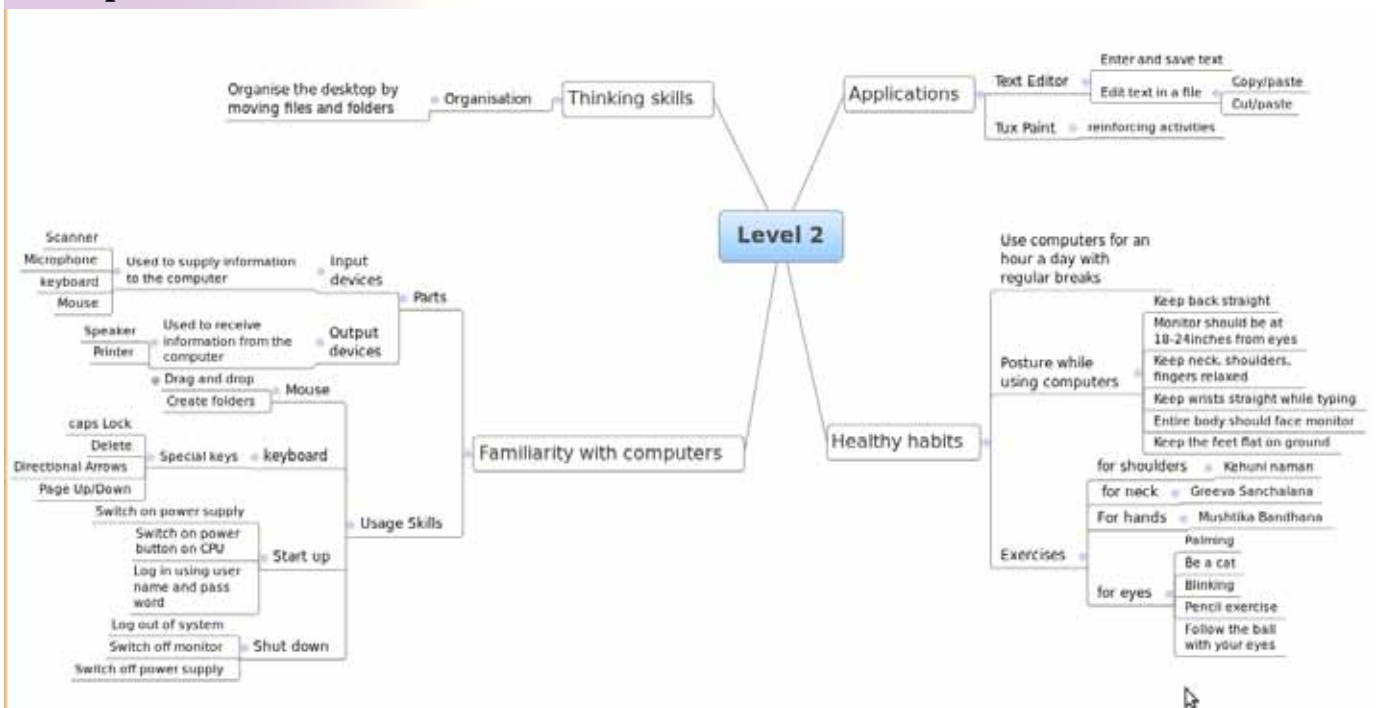 Level 2
Thinking skills
Organisation
Organise the desktop by
moving files and folders
Applications
Text Editor
Enter and save text
Edit text in a file
Copy/paste
Cut/paste
Tux Paint
reinforcing activities
Familiarity with computers
Parts
Input
devices
Used to supply information
to the computer
Scanner
Microphone
keyboard
Mouse
Output
devices
Used to receive
information from the
computer
Speaker
Printer
Usage Skills
Mouse
Drag and drop
Create folders
keyboard
Special keys
caps Lock
Delete
Directional Arrows
Page Up/Down
Start up
Switch on power supply
Switch on power
button on CPU
Log in using user
name and pass
word
Shut down
Log out of system
Switch off monitor
Switch off power supply
Healthy habits
Use computers for an
hour a day with
regular breaks
Posture while
using computers
Keep back straight
Monitor should be at
18-24inches from eyes
Keep neck, shoulders,
fingers relaxed
Keep wrists straight while typing
Entire body should face monitor
Keep the feet flat on ground
Exercises
for shoulders
Kehuni naman
for neck
Greeva Sanchalana
For hands
Mushtika Bandhana
for eyes
Palming
Be a cat
Blinking
Pencil exercise
Follow the ball
with your eyes